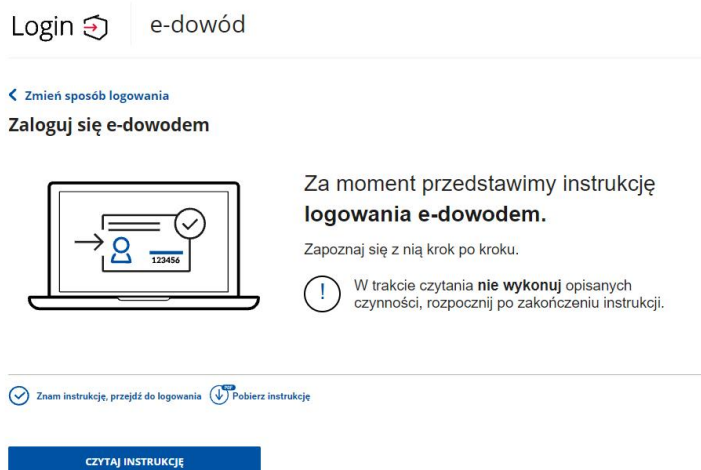 Login
e-dowód
Zmień sposób logowania
Zaloguj się e-dowodem
123456
Za moment przedstawimy instrukcję
logowania e-dowodem.
Zapoznaj się z nią krok po kroku.
!
W trakcie czytania nie wykonuj opisanych
czynności, rozpocznij po zakończeniu instrukcji.
Znam instrukcję, przejdź do logowania
PDF
Pobierz instrukcję
CZYTAJ INSTRUKCJĘ